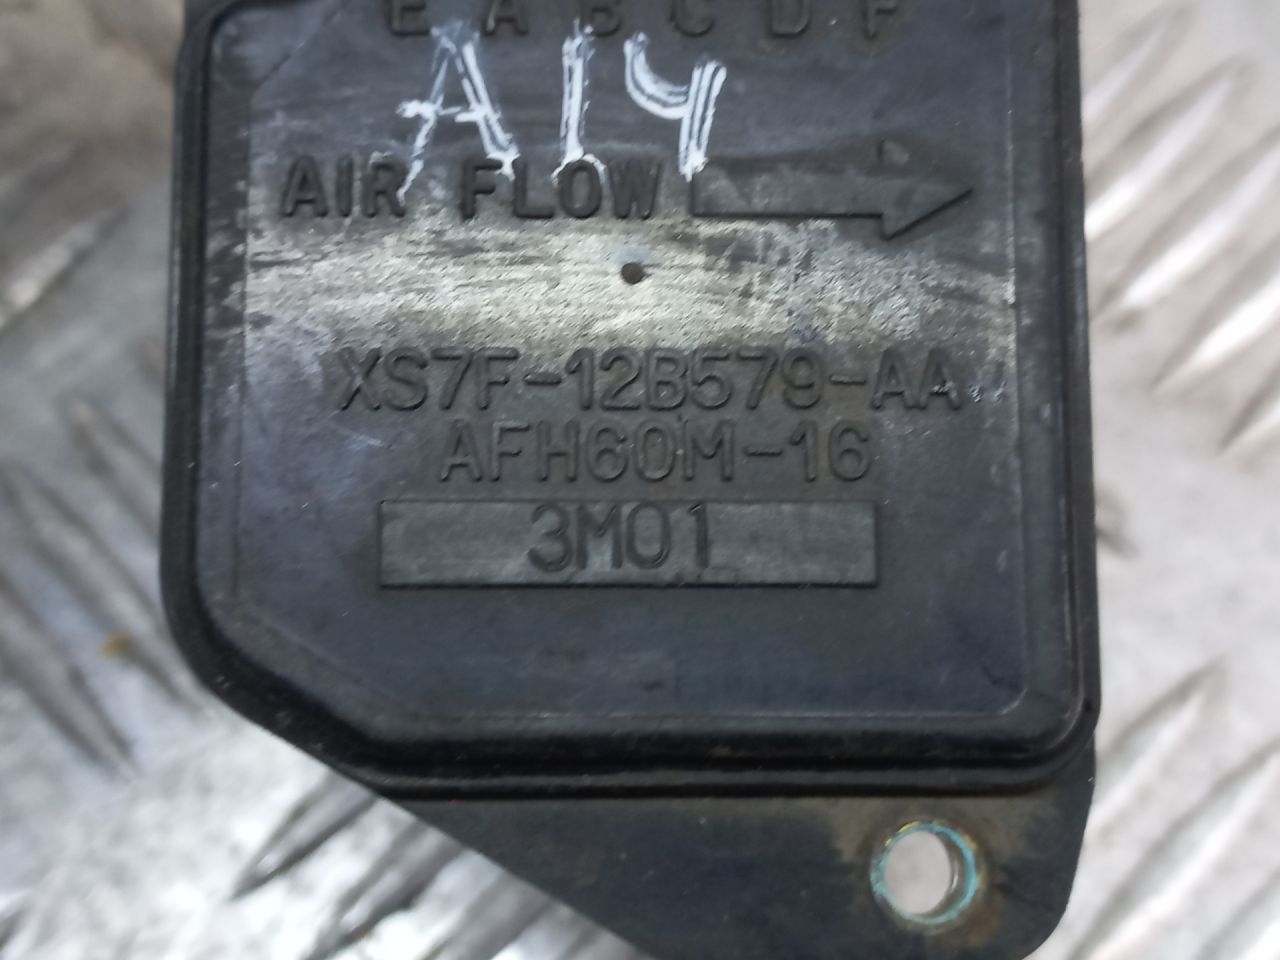 E A B C D F
A14
AIR FLOW
XS7F-12B579-AA
AFH60M-16
3M01